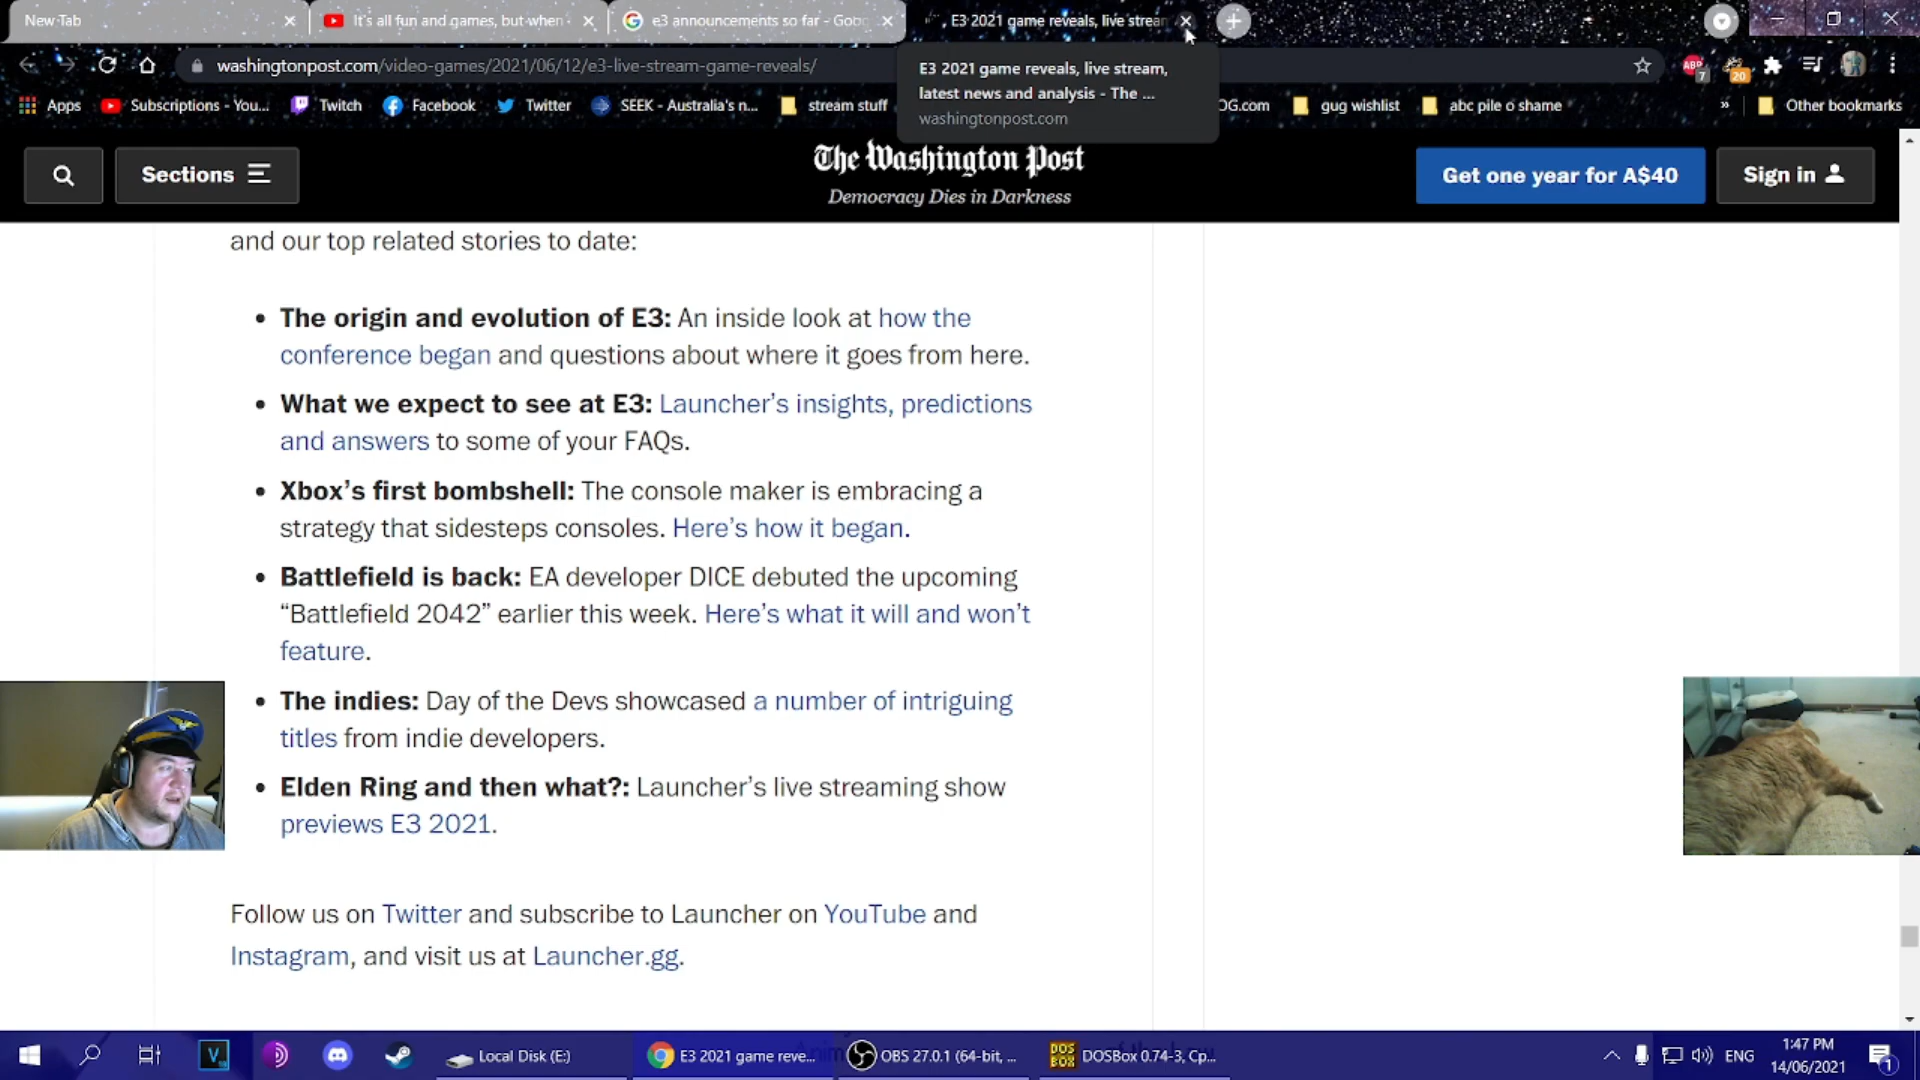 New Tab
It's all fun and games, but when
e3 announcements so far - Goog
E3 2021 game reveals, live strear
washingtonpost.com/video-games/2021/06/12/e3-live-stream-game-reveals/
ABP 7
20
E3 2021 game reveals, live stream,
latest news and analysis - The ...
washingtonpost.com
Apps
Subscriptions - You...
Twitch
Facebook
Twitter
SEEK - Australia's n...
stream stuff
OG.com
gug wishlist
abc pile o shame
»
Other bookmarks
Sections
The Washington Post
Democracy Dies in Darkness
Get one year for A$40
Sign in
and our top related stories to date:
• The origin and evolution of E3: An inside look at how the
conference began and questions about where it goes from here.
• What we expect to see at E3: Launcher's insights, predictions
and answers to some of your FAQs.
• Xbox's first bombshell: The console maker is embracing a
strategy that sidesteps consoles. Here's how it began.
• Battlefield is back: EA developer DICE debuted the upcoming
“Battlefield 2042” earlier this week. Here's what it will and won't
feature.
• The indies: Day of the Devs showcased a number of intriguing
titles from indie developers.
• Elden Ring and then what?: Launcher's live streaming show
previews E3 2021.
Follow us on Twitter and subscribe to Launcher on YouTube and
Instagram, and visit us at Launcher.gg.
V
Local Disk (E:)
E3 2021 game reve...
OBS 27.0.1 (64-bit, ...
DOS BOX
DOSBox 0.74-3, Cp...
ENG
1:47 PM
14/06/2021
1